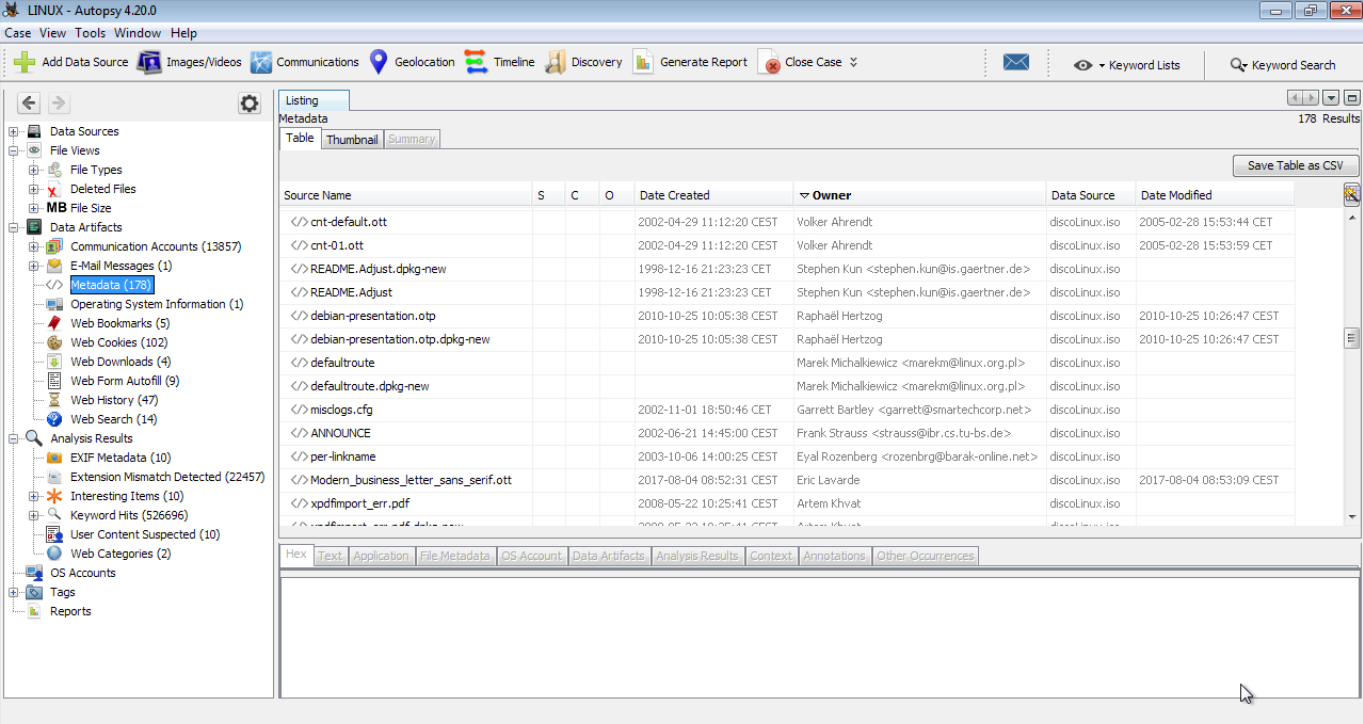 LINUX - Autopsy 4.20.0
Case View Tools Window Help
Add Data Source Images/Videos Communications Geolocation Timeline Discovery Generate Report Close Case Keyword Lists Keyword Search
Listing
Metadata 178 Results
Table Thumbnail Summary
Save Table as CSV
Data Sources
File Views
File Types
Deleted Files
MB File Size
Data Artifacts
Communication Accounts (13857)
E-Mail Messages (1)
Metadata (178)
Operating System Information (1)
Web Bookmarks (5)
Web Cookies (102)
Web Downloads (4)
Web Form Autofill (9)
Web History (47)
Web Search (14)
Analysis Results
EXIF Metadata (10)
Extension Mismatch Detected (22457)
Interesting Items (10)
Keyword Hits (526696)
User Content Suspected (10)
Web Categories (2)
OS Accounts
Tags
Reports
Source Name S C O Date Created Owner Data Source Date Modified
cnt-default.ott 2002-04-29 11:12:20 CEST Volker Ahrendt discoLinux.iso 2005-02-28 15:53:44 CET
cnt-01.ott 2002-04-29 11:12:20 CEST Volker Ahrendt discoLinux.iso 2005-02-28 15:53:59 CET
README.Adjust.dpkg-new 1998-12-16 21:23:23 CET Stephen Kun <stephen.kun@is.gaertner.de> discoLinux.iso
README.Adjust 1998-12-16 21:23:23 CET Stephen Kun <stephen.kun@is.gaertner.de> discoLinux.iso
debian-presentation.otp 2010-10-25 10:05:38 CEST Raphaël Hertzog discoLinux.iso 2010-10-25 10:26:47 CEST
debian-presentation.otp.dpkg-new 2010-10-25 10:05:38 CEST Raphaël Hertzog discoLinux.iso 2010-10-25 10:26:47 CEST
defaultroute Marek Michalkiewicz <marekm@linux.org.pl> discoLinux.iso
defaultroute.dpkg-new Marek Michalkiewicz <marekm@linux.org.pl> discoLinux.iso
misclogs.cfg 2002-11-01 18:50:46 CET Garrett Bartley <garrett@smartechcorp.net> discoLinux.iso
ANNOUNCE 2002-06-21 14:45:00 CEST Frank Strauss <strauss@ibr.cs.tu-bs.de> discoLinux.iso
per-linkname 2003-10-06 14:00:25 CEST Eyal Rozenberg <rozenbrg@barak-online.net> discoLinux.iso
Modern_business_letter_sans_serif.ott 2017-08-04 08:52:31 CEST Eric Lavarde discoLinux.iso 2017-08-04 08:53:09 CEST
xpdfimport_err.pdf 2008-05-22 10:25:41 CEST Artem Khvat discoLinux.iso
Hex Text Application File Metadata OS Account Data Artifacts Analysis Results Context Annotations Other Occurrences